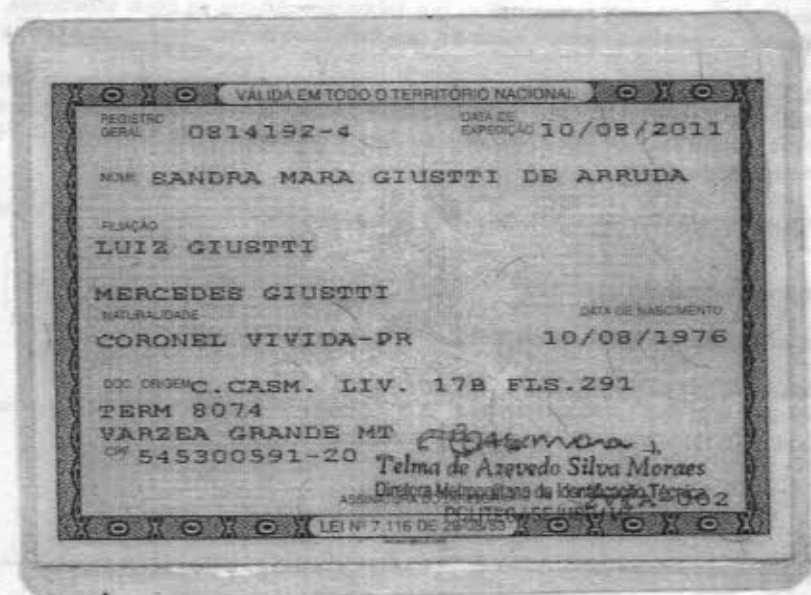 VÁLIDA EM TODO O TERRITÓRIO NACIONAL
REGISTRO GERAL 0814192-4 DATA DE EXPEDIÇÃO 10/08/2011
NOME SANDRA MARA GIUSTTI DE ARRUDA
FILIAÇÃO
LUIZ GIUSTTI
MERCEDES GIUSTTI
NATURALIDADE DATA DE NASCIMENTO
CORONEL VIVIDA-PR 10/08/1976
DOC. ORIGEM C.CASM. LIV. 17B FLS.291
TERM 8074
VARZEA GRANDE MT
CPF 545300591-20
Telma de Azevedo Silva Moraes
Diretora Metropolitana de Identificação Técnica
002
LEI Nº 7.116 DE 29/08/83